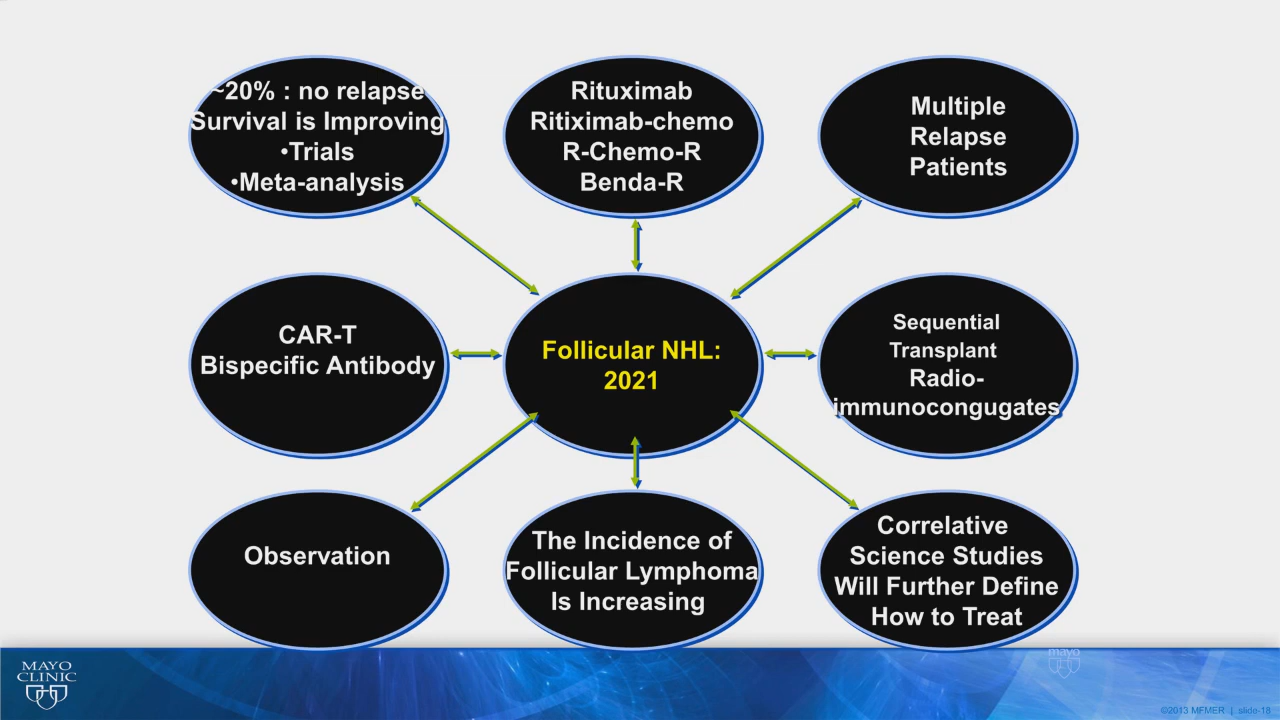 ~20% : no relapse
Survival is Improving
•Trials
•Meta-analysis
Rituximab
Ritiximab-chemo
R-Chemo-R
Benda-R
Multiple
Relapse
Patients
CAR-T
Bispecific Antibody
Follicular NHL:
2021
Sequential
Transplant
Radio-
immunocongugates
Observation
The Incidence of
Follicular Lymphoma
Is Increasing
Correlative
Science Studies
Will Further Define
How to Treat
MAYO
CLINIC
mayo
©2013 MFMER | slide-18